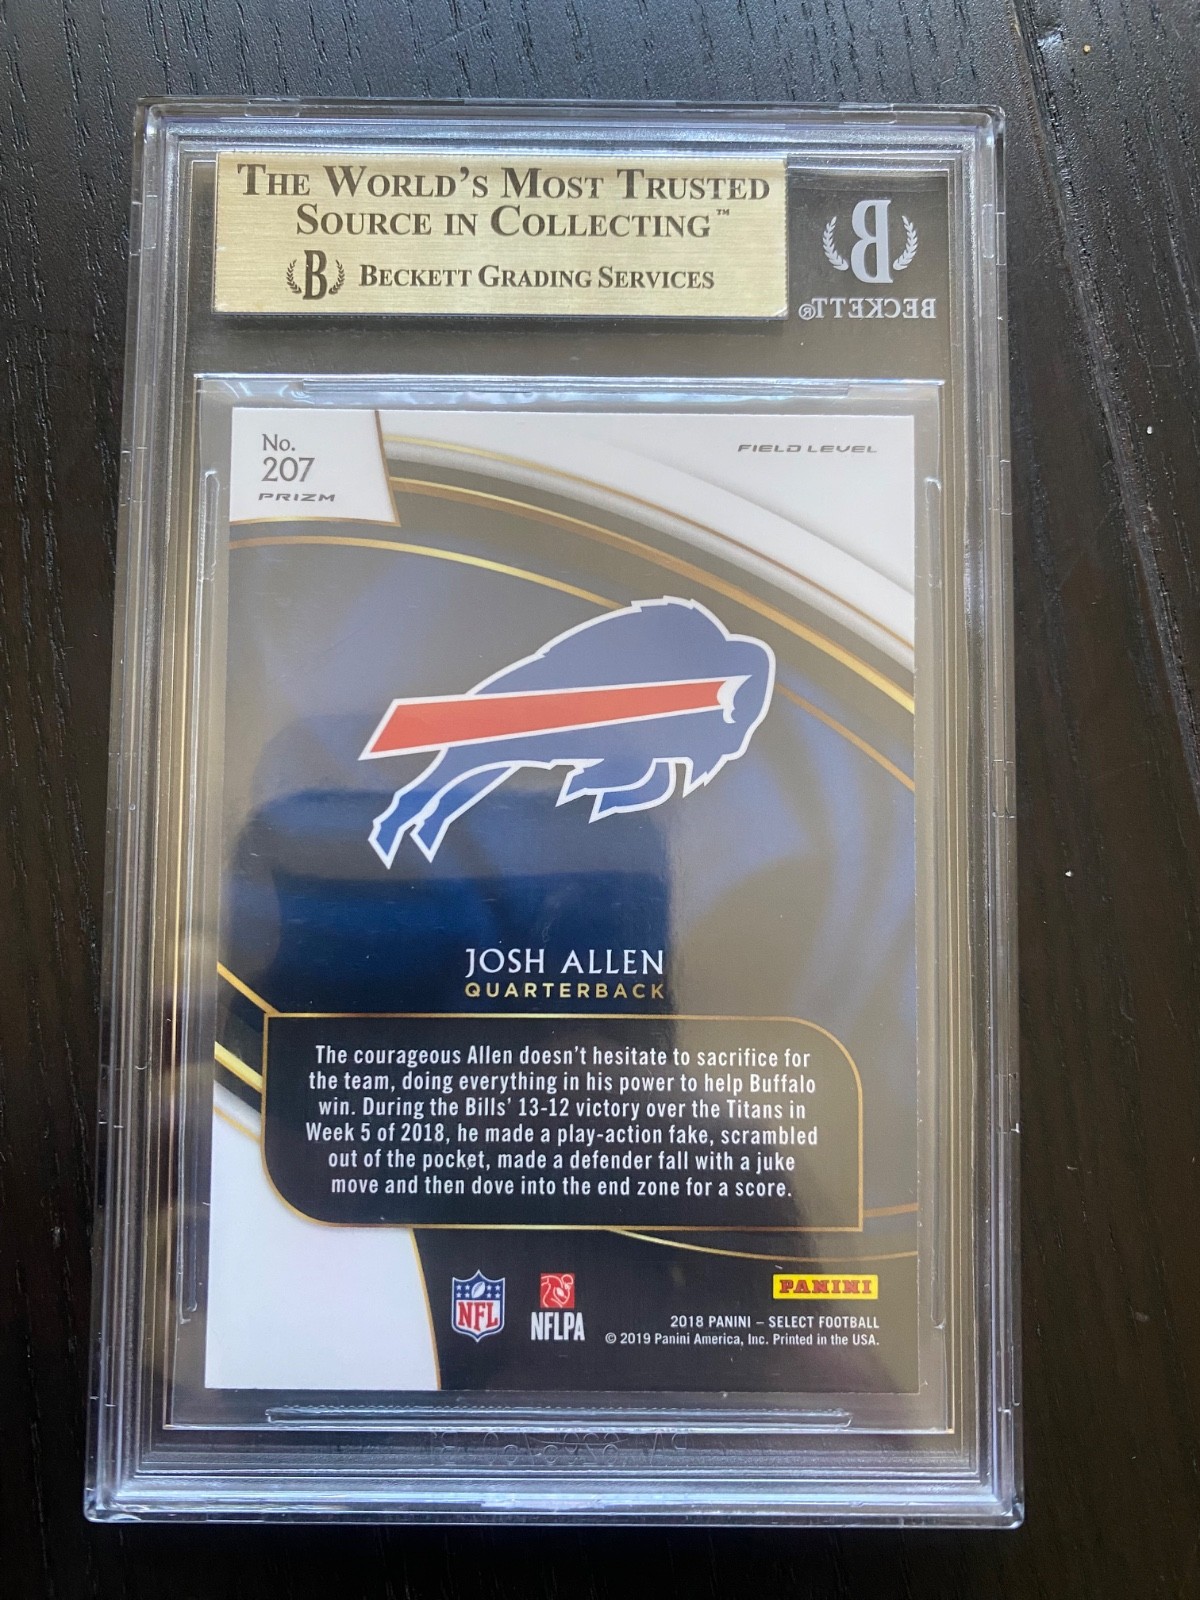 THE WORLD'S MOST TRUSTED
SOURCE IN COLLECTING™
B BECKETT GRADING SERVICES
B
BECKETT®
No.
207
PRIZM
FIELD LEVEL
JOSH ALLEN
QUARTERBACK
The courageous Allen doesn't hesitate to sacrifice for
the team, doing everything in his power to help Buffalo
win. During the Bills' 13-12 victory over the Titans in
Week 5 of 2018, he made a play-action fake, scrambled
out of the pocket, made a defender fall with a juke
move and then dove into the end zone for a score.
NFL
NFLPA
PANINI
2018 PANINI – SELECT FOOTBALL
© 2019 Panini America, Inc. Printed in the USA.